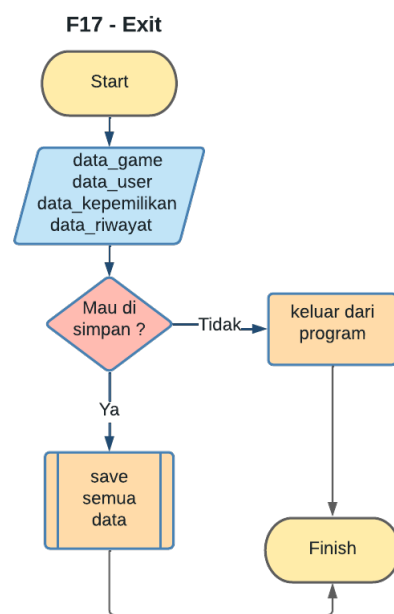 F17 - Exit
Start
data_game
data_user
data_kepemilikan
data_riwayat
Mau di
simpan ?
Tidak
keluar dari
program
Ya
save
semua
data
Finish